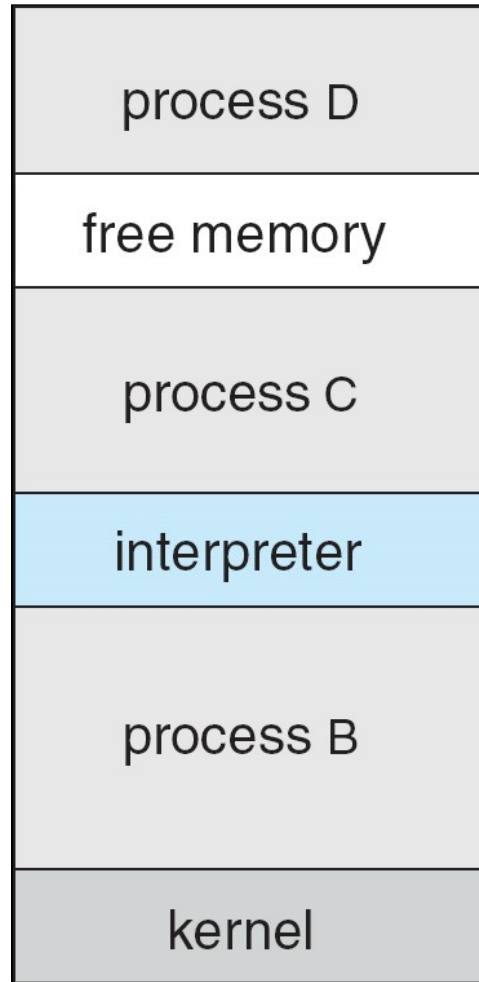 process D
free memory
process C
interpreter
process B
kernel